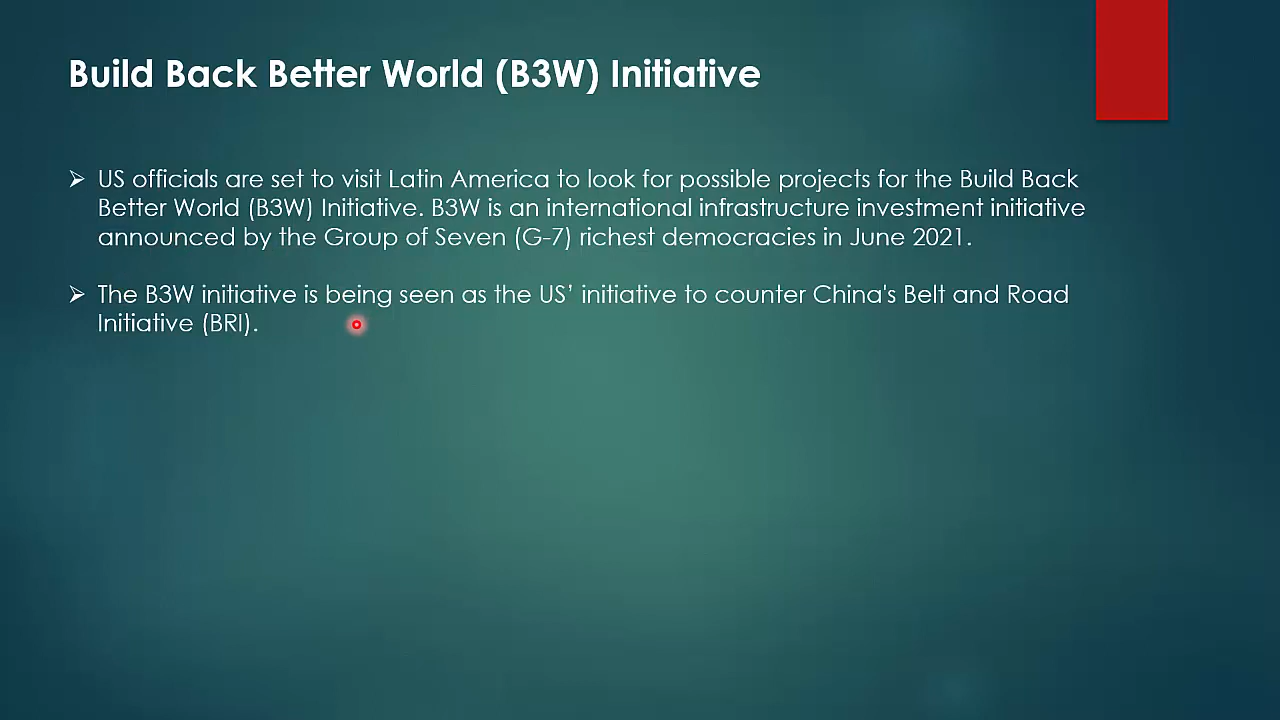 Build Back Better World (B3W) Initiative
➢ US officials are set to visit Latin America to look for possible projects for the Build Back
Better World (B3W) Initiative. B3W is an international infrastructure investment initiative
announced by the Group of Seven (G-7) richest democracies in June 2021.
➢ The B3W initiative is being seen as the US’ initiative to counter China's Belt and Road
Initiative (BRI).